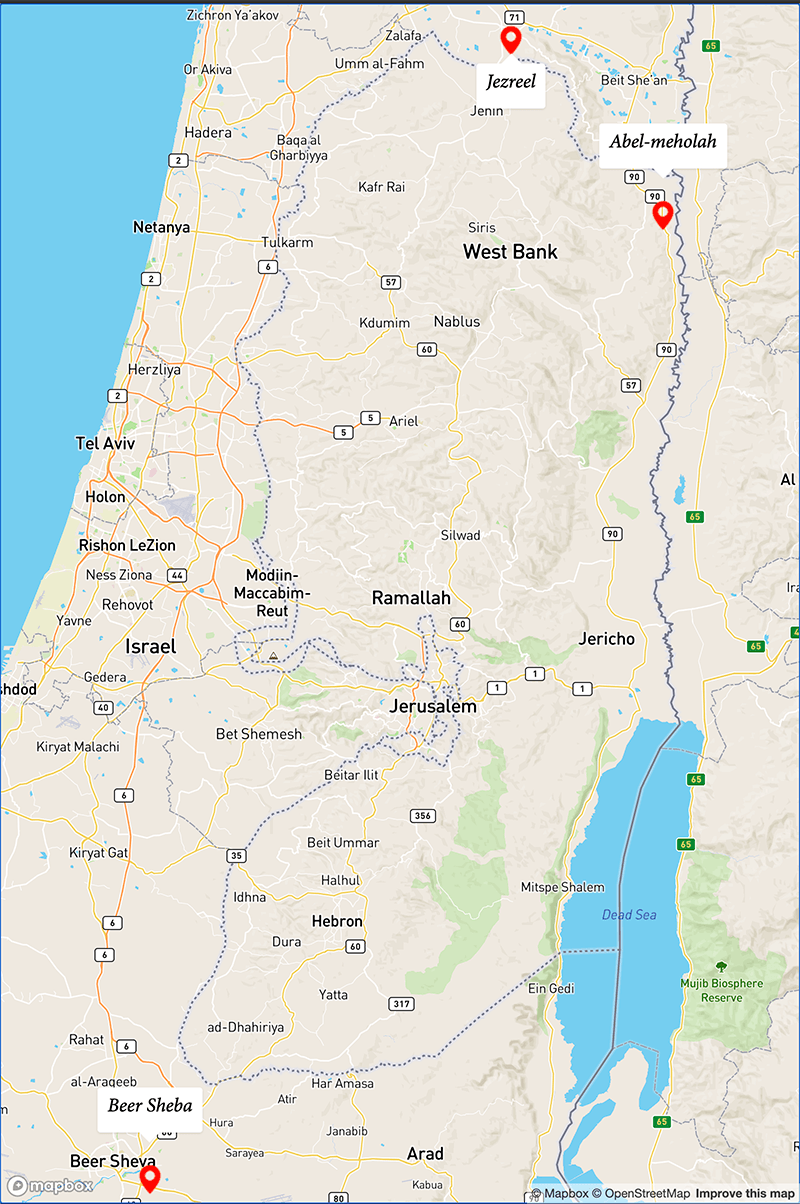 Zichron Ya'akov
71
Zalafa
65
Jezreel
Umm al-Fahm
Or Akiva
Beit She'an
Jenin
Hadera
Abel-meholah
Baqa al
Gharbiyya
2
90
Kafr Rai
90
Netanya
Siris
Tulkarm
West Bank
6
2
57
Kdumim
Nablus
60
90
Herzliya
57
2
5
Ariel
5
Tel Aviv
Al
Holon
65
Silwad
90
Rishon LeZion
Ness Ziona
44
Modiin-
Maccabim-
Reut
Ira
Ramallah
Rehovot
Yavne
60
Jericho
4
Israel
65
Gedera
1
1
1
shdod
40
Jerusalem
Bet Shemesh
Kiryat Malachi
Beitar Ilit
65
6
356
Beit Ummar
65
Kiryat Gat
35
Halhul
Mitspe Shalem
Idhna
Dead Sea
6
Hebron
Dura
60
6
Mujib Biosphere
Reserve
Ein Gedi
Yatta
317
ad-Dhahiriya
Rahat
6
al-Araqeeb
Har Amasa
Beer Sheba
Atir
Hura
65
60
Janabib
Sarayea
Arad
R
Beer Sheva
Kabua
mapbox
80
© Mapbox © OpenStreetMap Improve this map